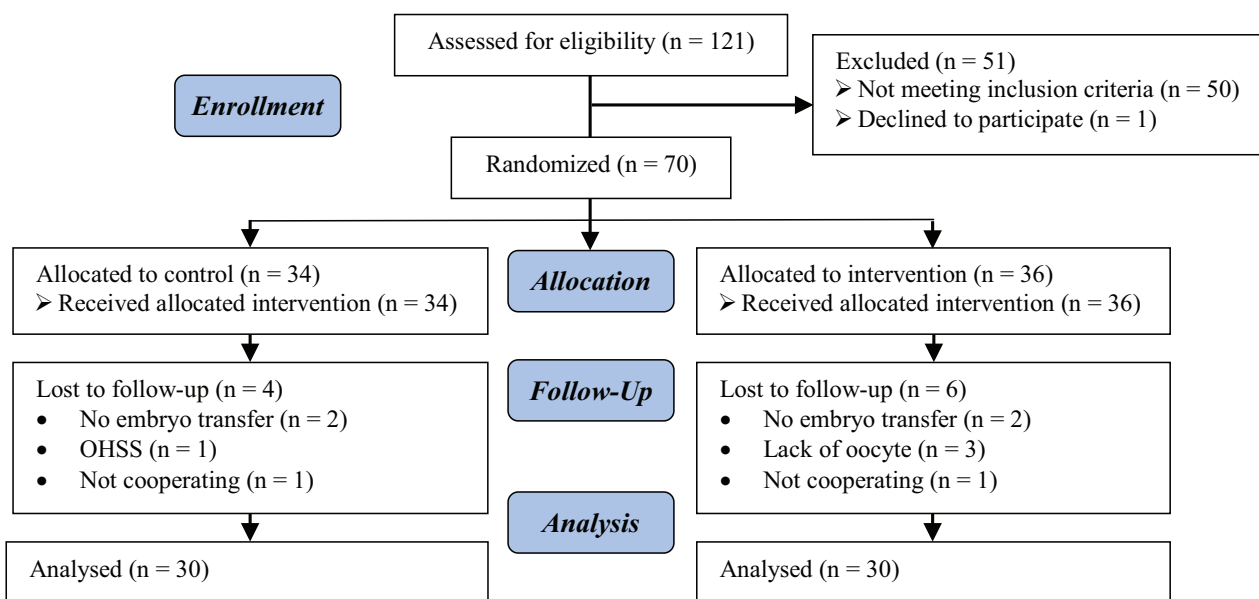 Assessed for eligibility (n = 121)
Excluded (n = 51)
➢ Not meeting inclusion criteria (n = 50)
➢ Declined to participate (n = 1)
Enrollment
Randomized (n = 70)
Allocated to control (n = 34)
➢ Received allocated intervention (n = 34)
Allocation
Allocated to intervention (n = 36)
➢ Received allocated intervention (n = 36)
Lost to follow-up (n = 4)
• No embryo transfer (n = 2)
• OHSS (n = 1)
• Not cooperating (n = 1)
Follow-Up
Lost to follow-up (n = 6)
• No embryo transfer (n = 2)
• Lack of oocyte (n = 3)
• Not cooperating (n = 1)
Analysis
Analysed (n = 30)
Analysed (n = 30)